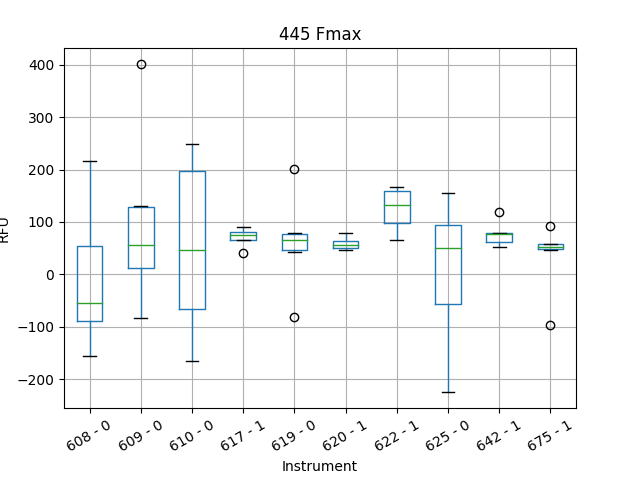 445 Fmax
400
300
200
100
0
−100
−200
RFU
608 - 0
609 - 0
610 - 0
617 - 1
619 - 0
620 - 1
622 - 1
625 - 0
642 - 1
675 - 1
Instrument